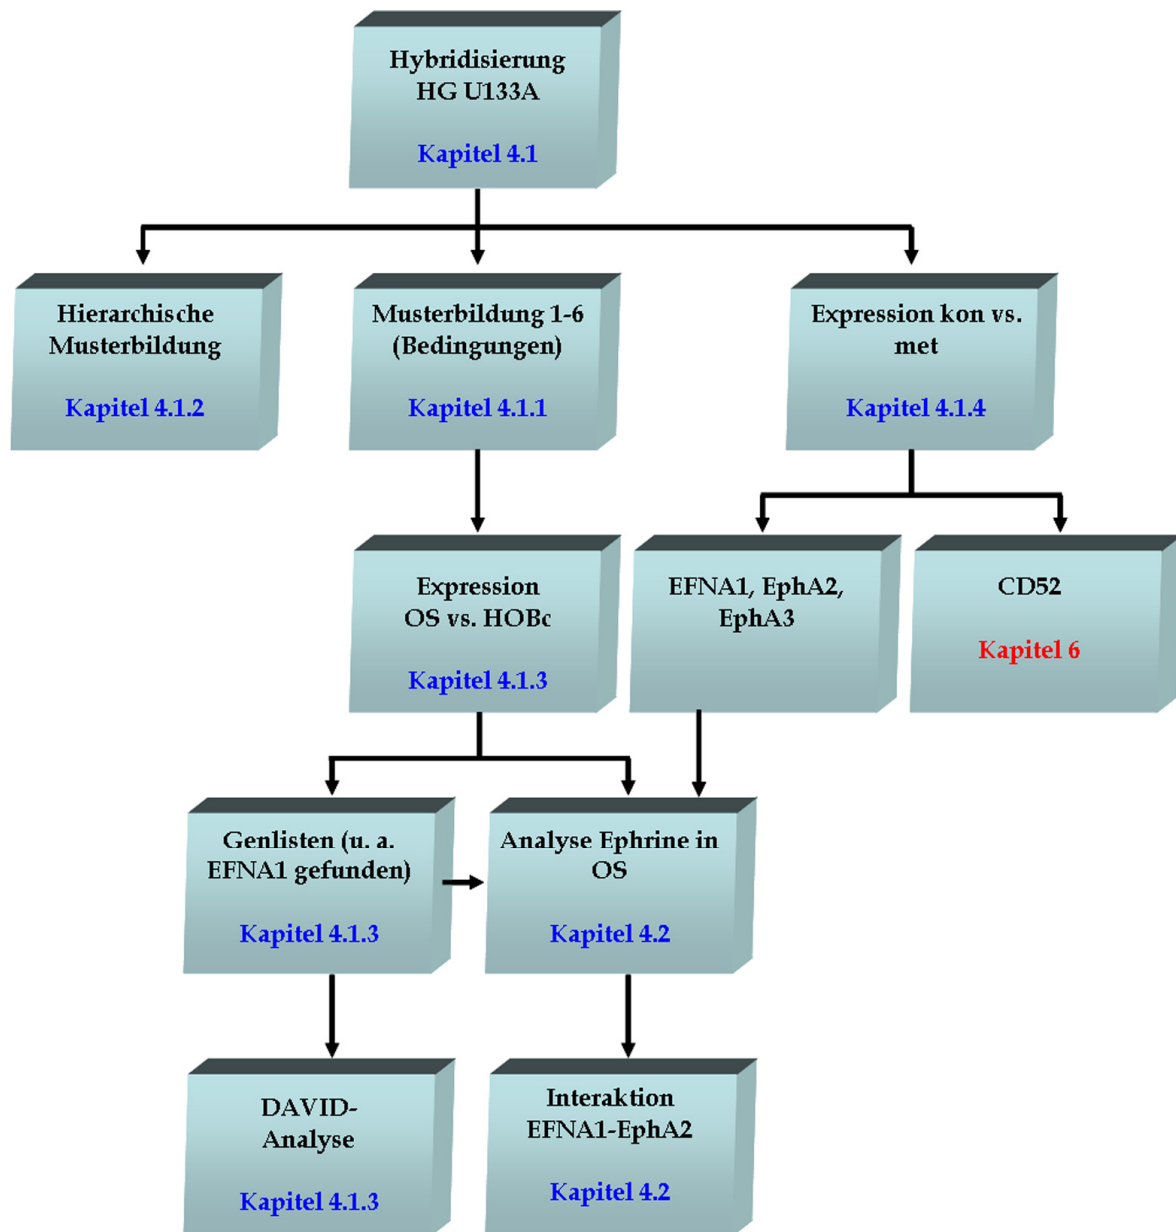 Hybridisierung
HG U133A
Kapitel 4.1
Hierarchische
Musterbildung
Kapitel 4.1.2
Musterbildung 1-6
(Bedingungen)
Kapitel 4.1.1
Expression kon vs.
met
Kapitel 4.1.4
Expression
OS vs. HOBc
Kapitel 4.1.3
EFNA1, EphA2,
EphA3
CD52
Kapitel 6
Genlisten (u. a.
EFNA1 gefunden)
Kapitel 4.1.3
Analyse Ephrine in
OS
Kapitel 4.2
DAVID-
Analyse
Kapitel 4.1.3
Interaktion
EFNA1-EphA2
Kapitel 4.2